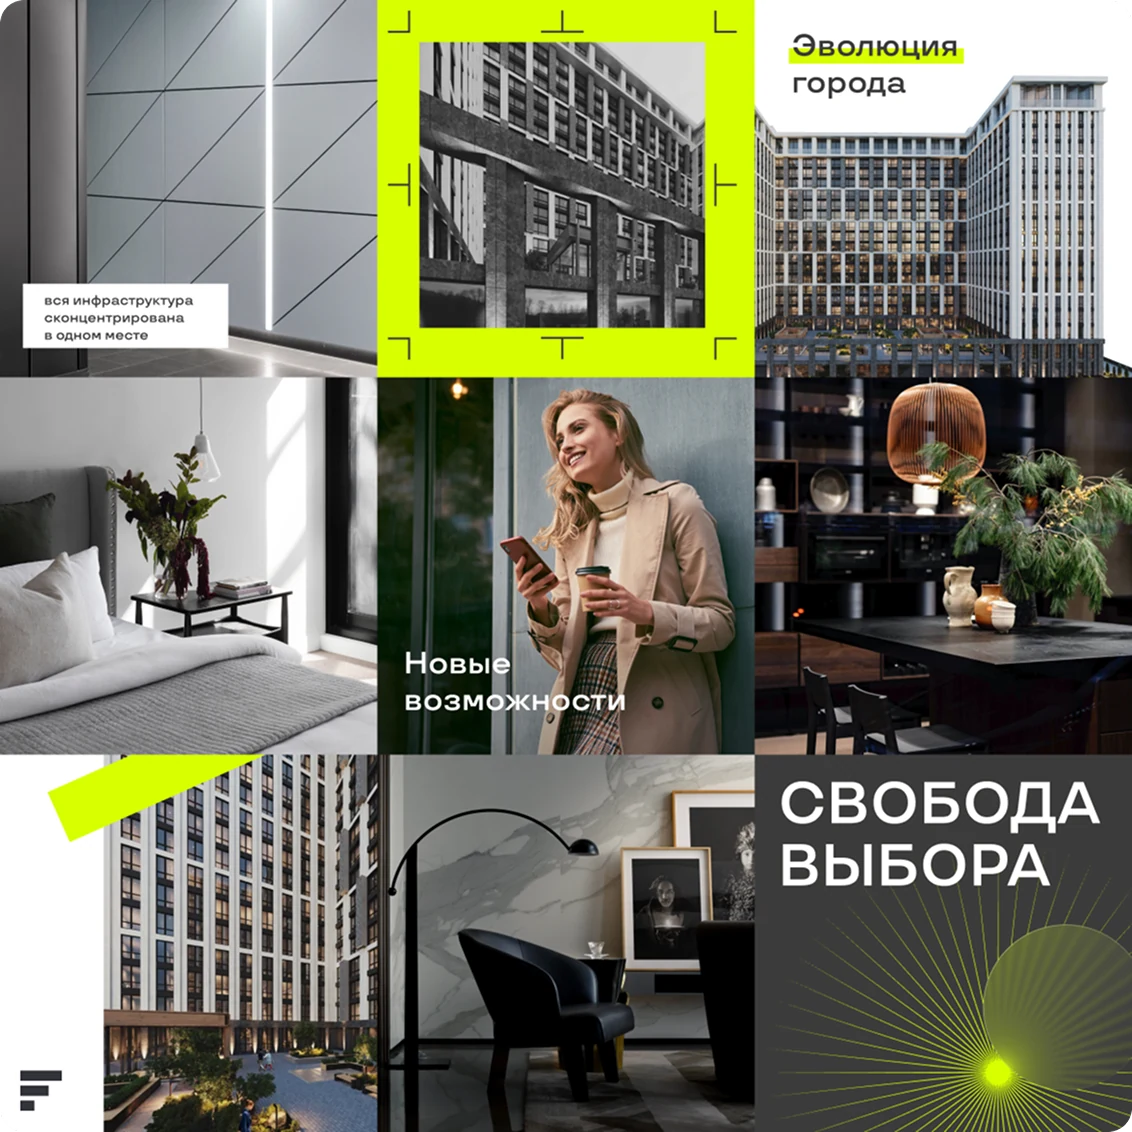 Эволюция
города
вся инфраструктура
сконцентрирована
в одном месте
Новые
возможности
СВОБОДА
ВЫБОРА